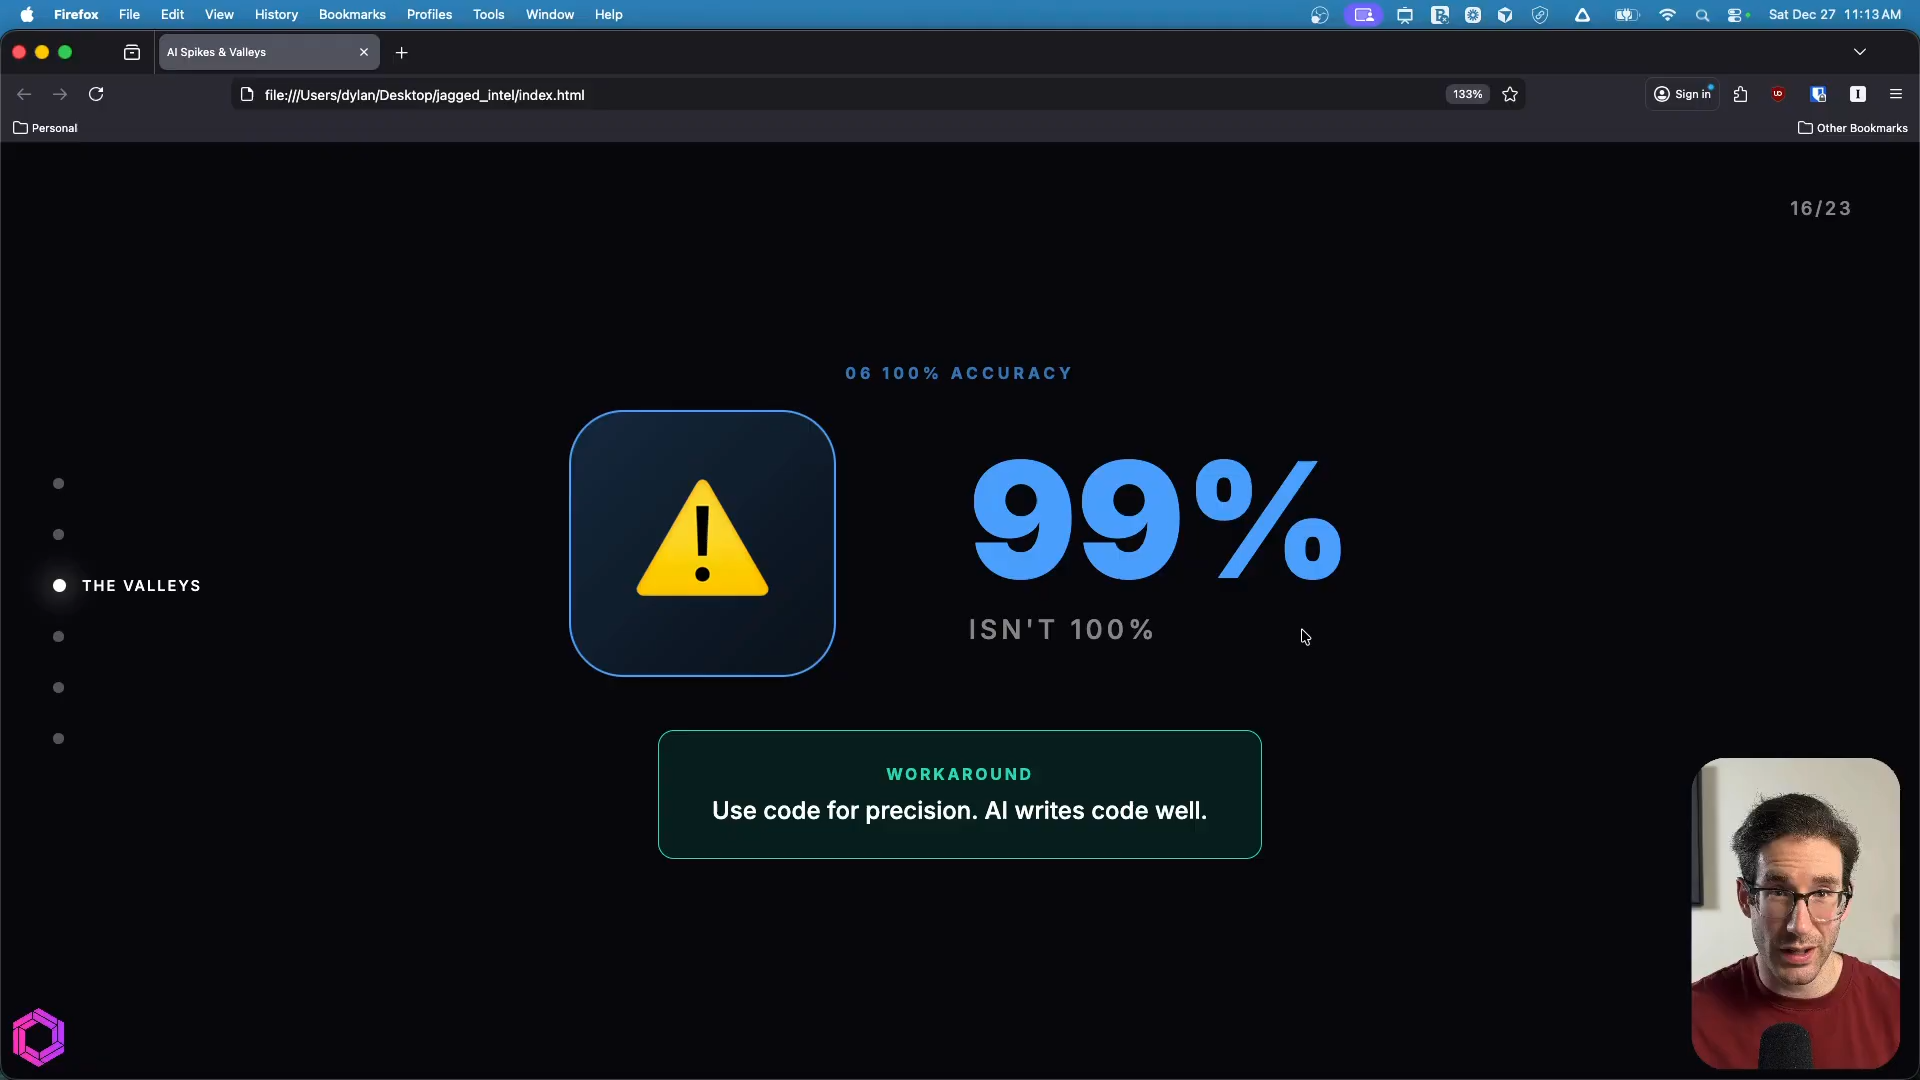 Firefox File Edit View History Bookmarks Profiles Tools Window Help Sat Dec 27 11:13 AM
AI Spikes & Valleys
file:///Users/dylan/Desktop/jagged_intel/index.html 133% Sign in
Personal Other Bookmarks
16/23
06 100% ACCURACY
99%
ISN'T 100%
THE VALLEYS
WORKAROUND
Use code for precision. AI writes code well.